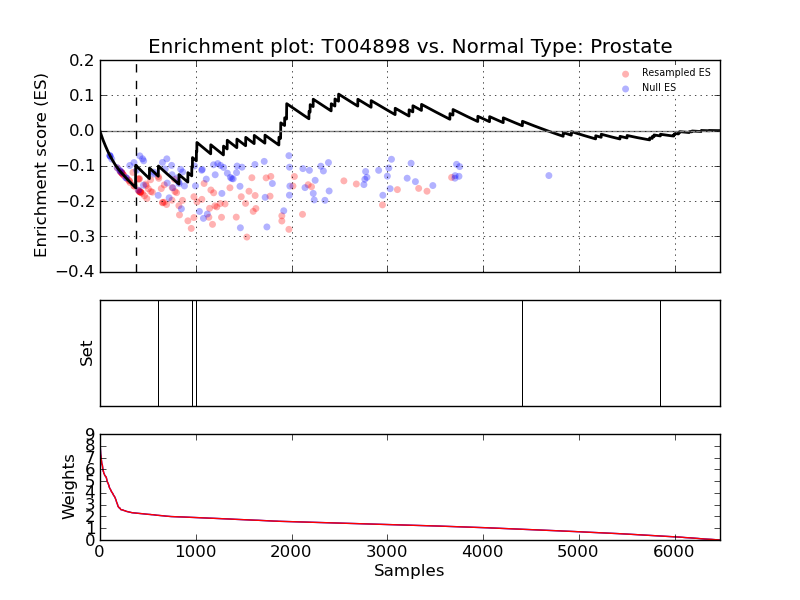 Enrichment plot: T004898 vs. Normal Type: Prostate
Enrichment score (ES)
0.2
0.1
0.0
−0.1
−0.2
−0.3
−0.4
Resampled ES
Null ES
Set
Weights
9
8
7
6
5
4
3
2
1
0
0 1000 2000 3000 4000 5000 6000
Samples